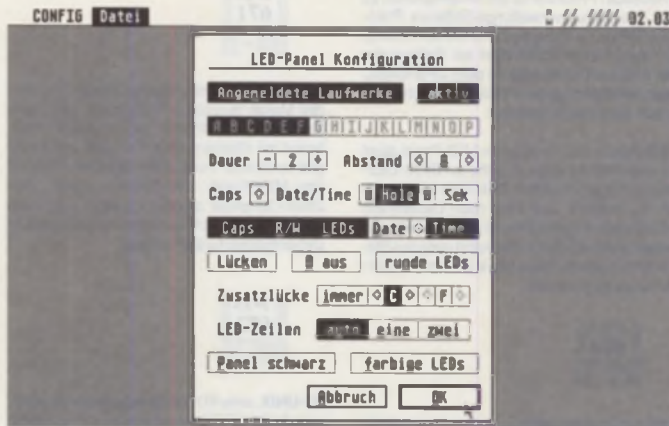 CONFIG Datei
02.03
LED-Panel Konfiguration
Angemeldete Laufwerke aktiv
A B C D E F G H I J K L M N O P
Dauer - 2 + Abstand 8
Caps Date/Time Hole Sek
Caps R/W LEDs Date Time
Lücken 0 aus runde LEDs
Zusatzlücke immer C F
LED-Zeilen auto eine zwei
Panel schwarz farbige LEDs
Abbruch OK